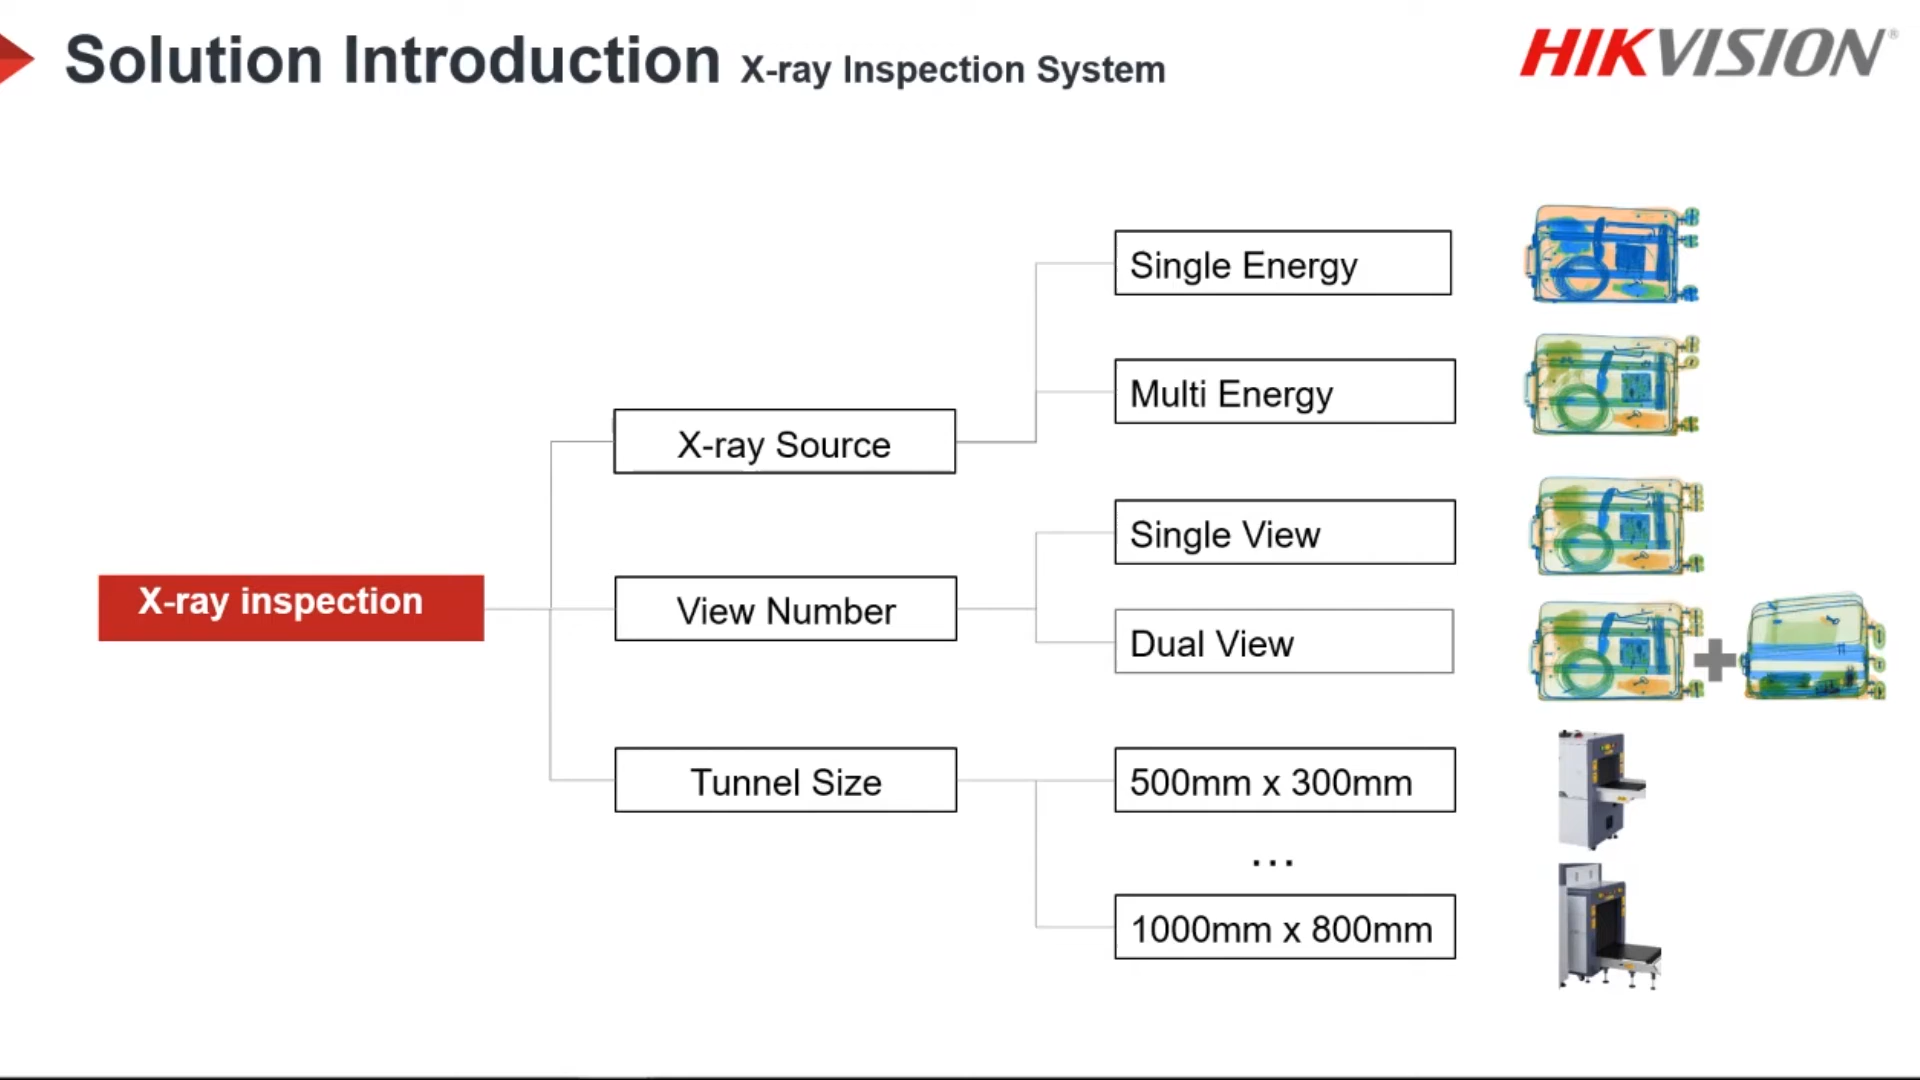 Solution Introduction X-ray Inspection System
HIKVISION®
Single Energy
Multi Energy
X-ray Source
Single View
X-ray inspection
View Number
Dual View
Tunnel Size
500mm x 300mm
...
1000mm x 800mm